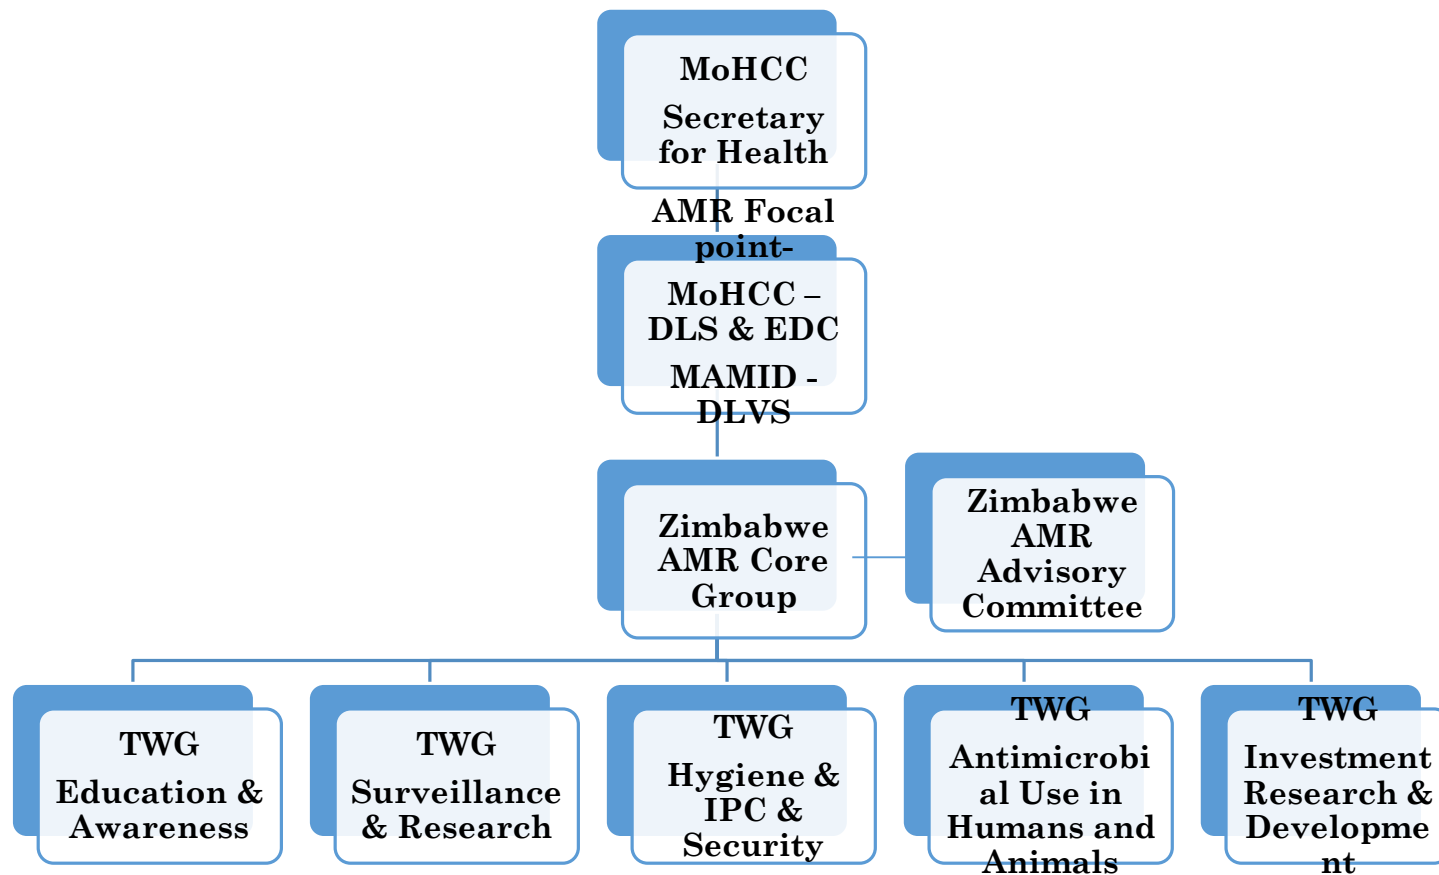 MoHCC
Secretary
for Health
AMR Focal
point-
MoHCC –
DLS & EDC
MAMID -
DLVS
Zimbabwe
AMR Core
Group
Zimbabwe
AMR
Advisory
Committee
TWG
Education &
Awareness
TWG
Surveillance
& Research
TWG
Hygiene &
IPC &
Security
TWG
Antimicrobi
al Use in
Humans and
Animals
TWG
Investment
Research &
Developme
nt